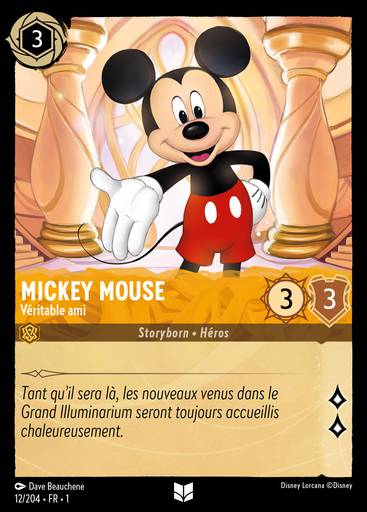 3
MICKEY MOUSE
Véritable ami
3
3
Storyborn • Héros
Tant qu'il sera là, les nouveaux venus dans le
Grand Illuminarium seront toujours accueillis
chaleureusement.
Dave Beauchene
12/204 • FR • 1
Disney Lorcana ©Disney